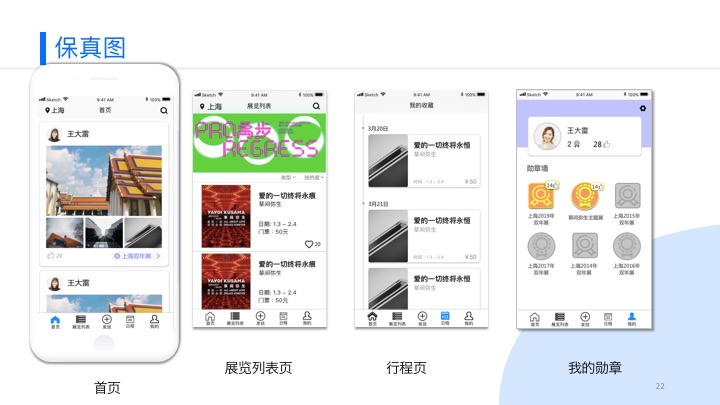 保真图
Sketch 9:41 AM 100%
上海 首页
王大雷
29 上海双年展 >
王大雷
首页 展览列表 发送 日程 我的
首页
Sketch 9:41 AM 100%
上海 展览列表
PRO進步
REGRESS
类型 按热度
YAYOI KUSAMA
爱的一切终将永痕
草间弥生
日期: 1.3 – 2.4
门票：50元
20
YAYOI KUSAMA
爱的一切终将永恒
草间弥生
日期: 1.3 – 2.4
门票：50元
首页 展览列表 发送 日程 我的
展览列表页
Sketch 9:41 AM 100%
我的收藏
3月20日
爱的一切终将永恒
草间弥生
时间：1.3 – 2.4 ¥50
3月21日
爱的一切终将永恒
草间弥生
时间：1.3 – 2.4 ¥50
爱的一切终将永恒
草间弥生
首页 展览列表 发送 日程 我的
行程页
Sketch 9:41 AM 100%
王大雷
2 28
勋章墙
14
上海2019年
双年展
14
草间弥生主题展
上海2015年
双年展
上海2017年
双年展
上海2014年
双年展
上海2016年
双年展
首页 展览列表 发送 日程 我的
我的勋章
22